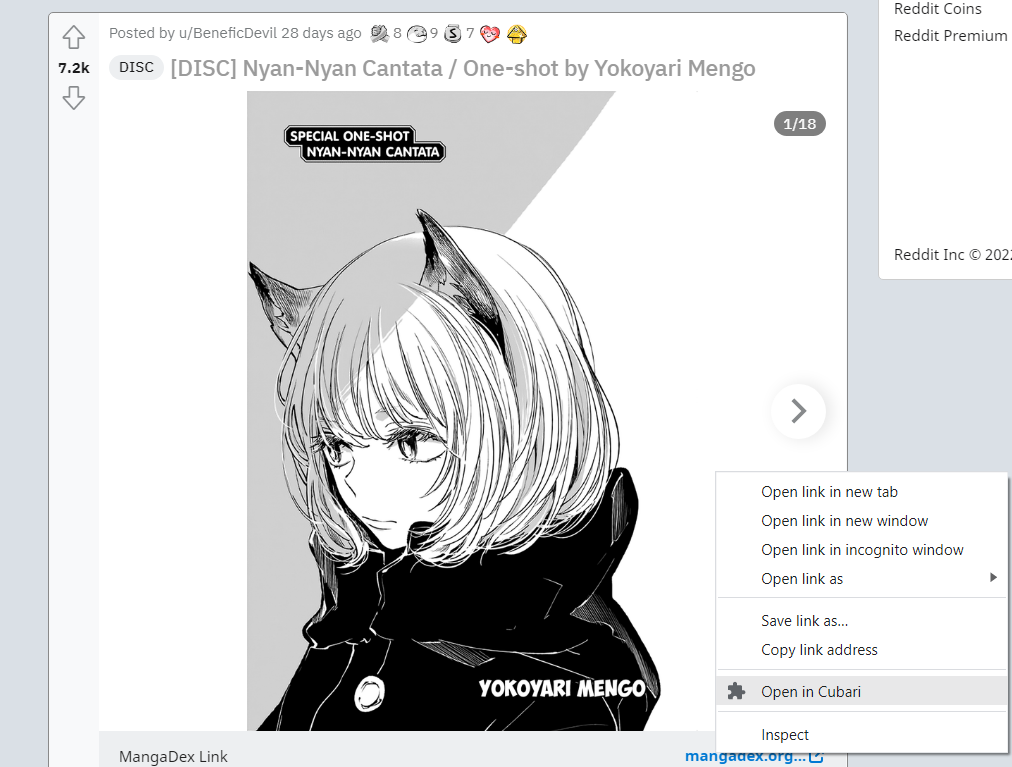 Reddit Coins
Reddit Premium
Reddit Inc © 2022
Posted by u/BeneficDevil 28 days ago 8 9 S 7
7.2k
DISC [DISC] Nyan-Nyan Cantata / One-shot by Yokoyari Mengo
1/18
SPECIAL ONE-SHOT
NYAN-NYAN CANTATA
YOKOYARI MENGO
Open link in new tab
Open link in new window
Open link in incognito window
Open link as
Save link as...
Copy link address
Open in Cubari
Inspect
MangaDex Link
mangadex.org...